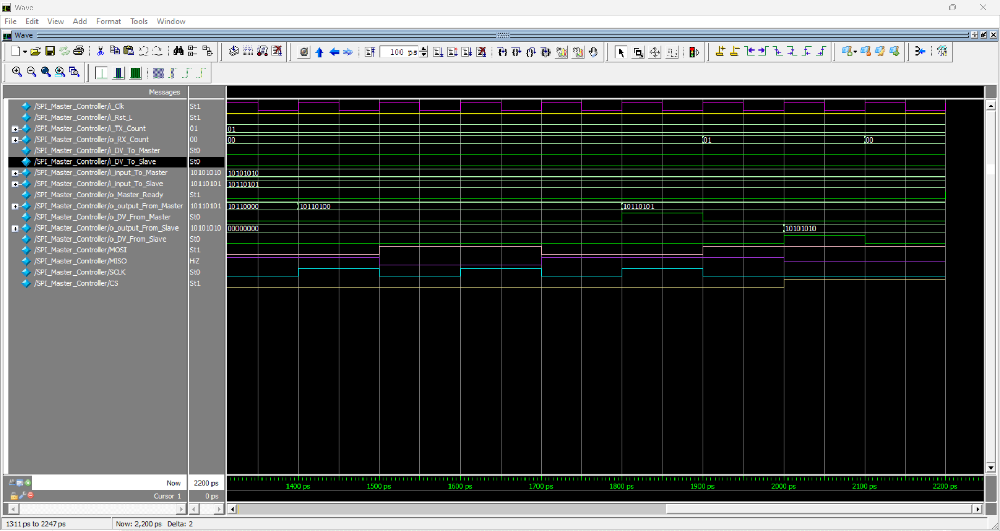 Wave
File Edit View Add Format Tools Window
Wave
100 ps
Messages
/SPI_Master_Controller/i_Clk St1
/SPI_Master_Controller/i_Rst_L St1
/SPI_Master_Controller/i_TX_Count 01 01
/SPI_Master_Controller/o_RX_Count 00 00 01 00
/SPI_Master_Controller/i_DV_To_Master St0
/SPI_Master_Controller/i_DV_To_Slave St0
/SPI_Master_Controller/i_input_To_Master 10101010 10101010
/SPI_Master_Controller/i_input_To_Slave 10110101 10110101
/SPI_Master_Controller/o_Master_Ready St1
/SPI_Master_Controller/o_output_From_Master 10110101 10110000 10110100 10110101
/SPI_Master_Controller/o_DV_From_Master St0
/SPI_Master_Controller/o_output_From_Slave 10101010 00000000 10101010
/SPI_Master_Controller/o_DV_From_Slave St0
/SPI_Master_Controller/MOSI St1
/SPI_Master_Controller/MISO HiZ
/SPI_Master_Controller/SCLK St0
/SPI_Master_Controller/CS St1
Now 2200 ps
1400 ps 1500 ps 1600 ps 1700 ps 1800 ps 1900 ps 2000 ps 2100 ps 2200 ps
Cursor 1 0 ps
1311 ps to 2247 ps Now: 2,200 ps Delta: 2